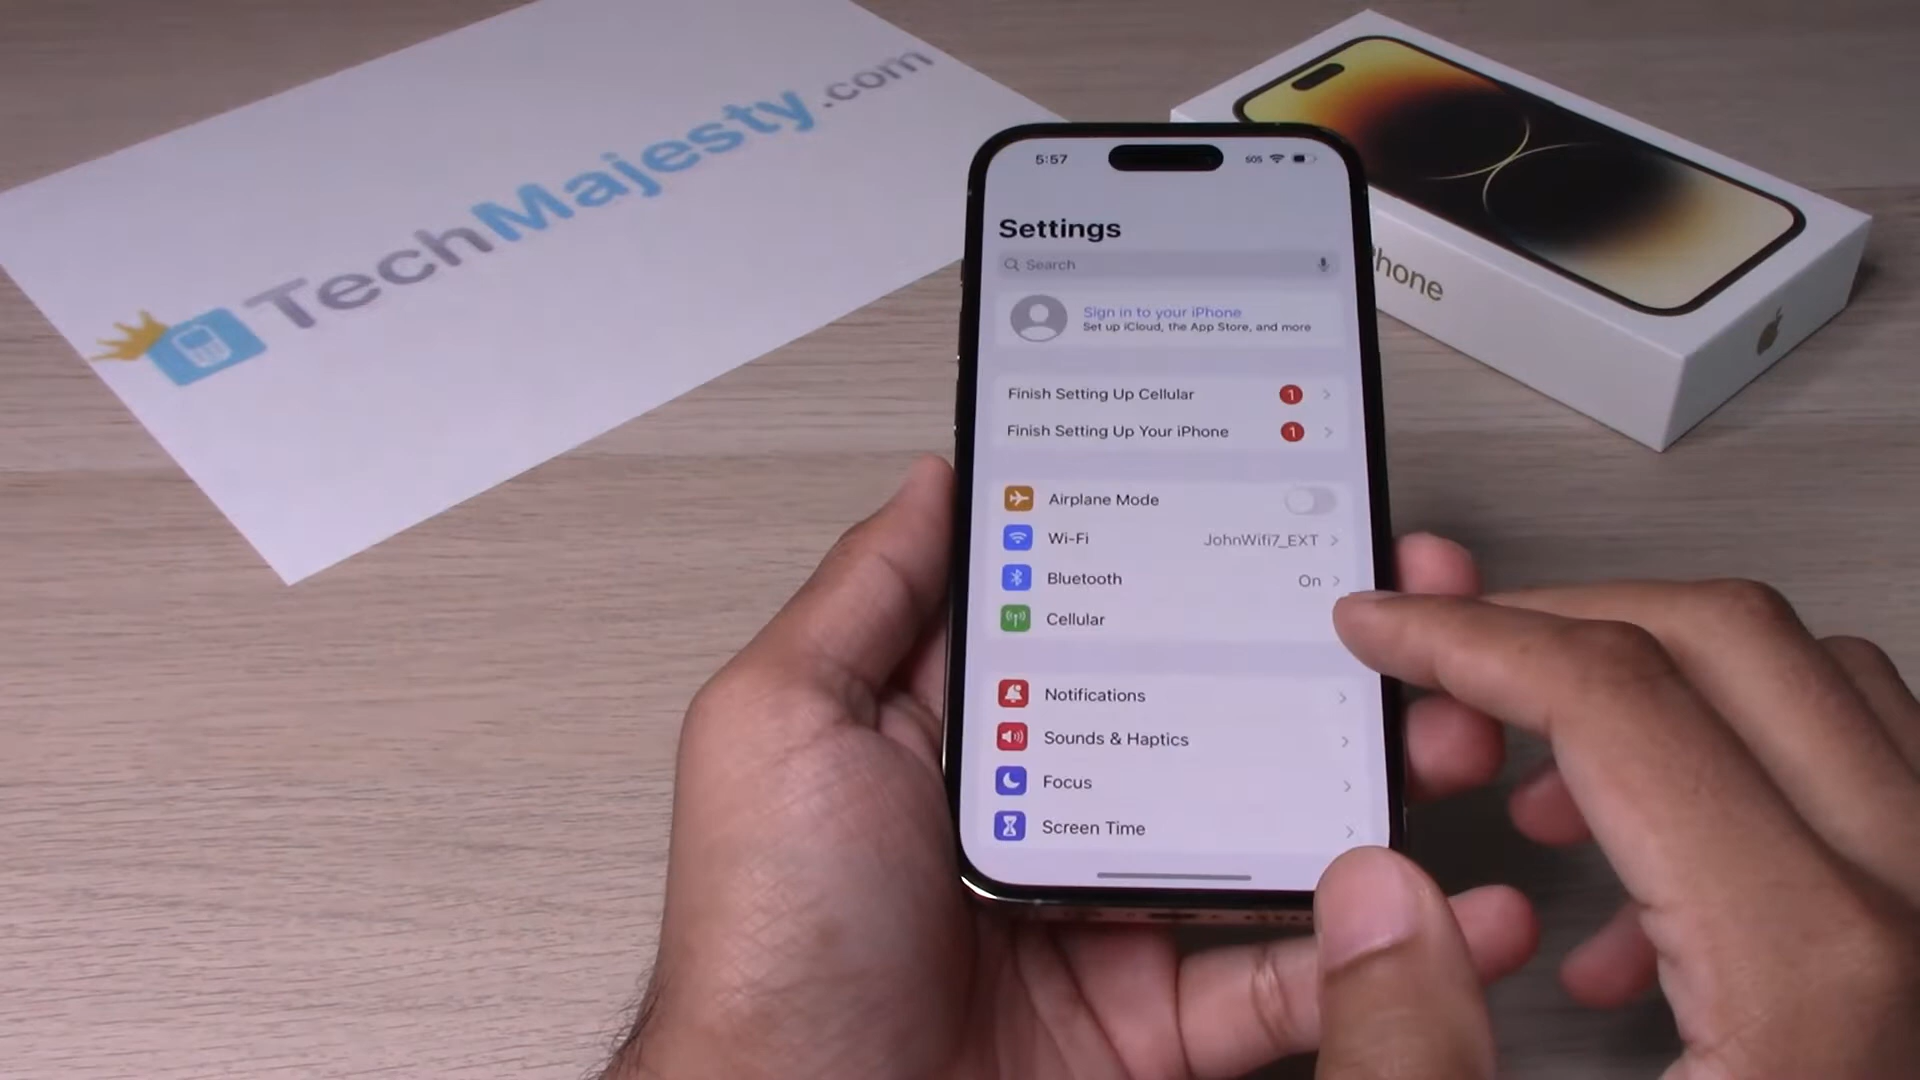 TechMajesty.com
5:57
SOS
Settings
Search
Sign in to your iPhone
Set up iCloud, the App Store, and more
Finish Setting Up Cellular 1
Finish Setting Up Your iPhone 1
Airplane Mode
Wi-Fi JohnWifi7_EXT
Bluetooth On
Cellular
Notifications
Sounds & Haptics
Focus
Screen Time
hone